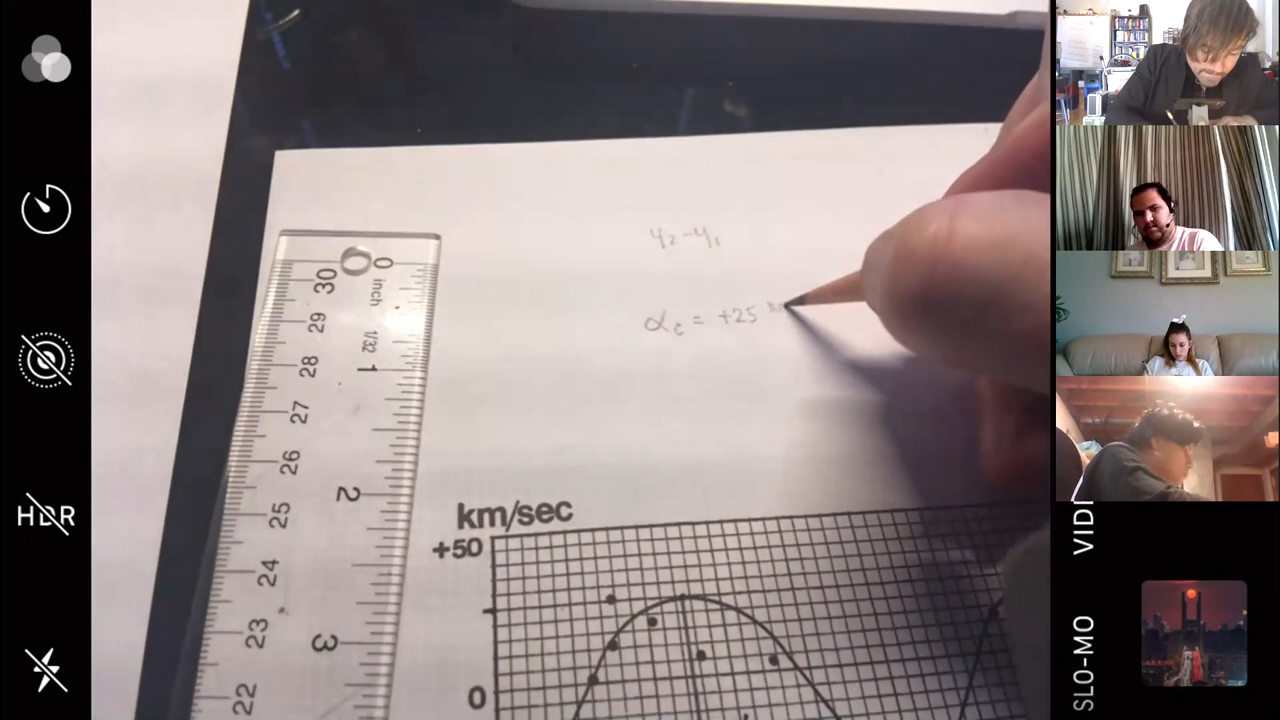 HDR
0
inch
1/32
1
2
3
30
29
28
27
26
25
24
23
22
y₂-y₁
α_c = +25
km/sec
+50
0
SLO-MO